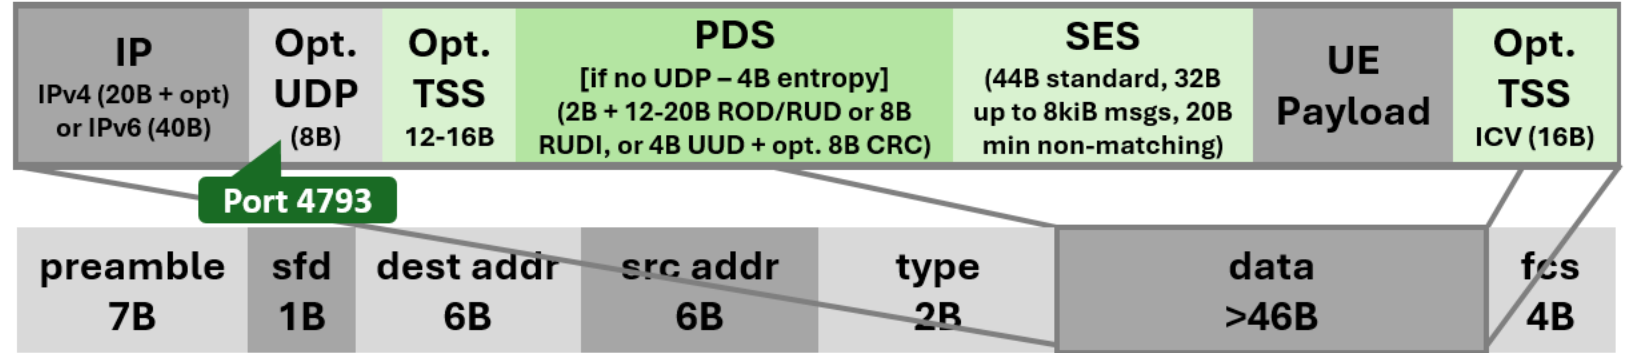 IP
IPv4 (20B + opt)
or IPv6 (40B)
Opt.
UDP
(8B)
Opt.
TSS
12-16B
PDS
[if no UDP – 4B entropy]
(2B + 12-20B ROD/RUD or 8B
RUDI, or 4B UUD + opt. 8B CRC)
SES
(44B standard, 32B
up to 8kiB msgs, 20B
min non-matching)
UE
Payload
Opt.
TSS
ICV (16B)
Port 4793
preamble
7B
sfd
1B
dest addr
6B
src addr
6B
type
2B
data
>46B
fcs
4B